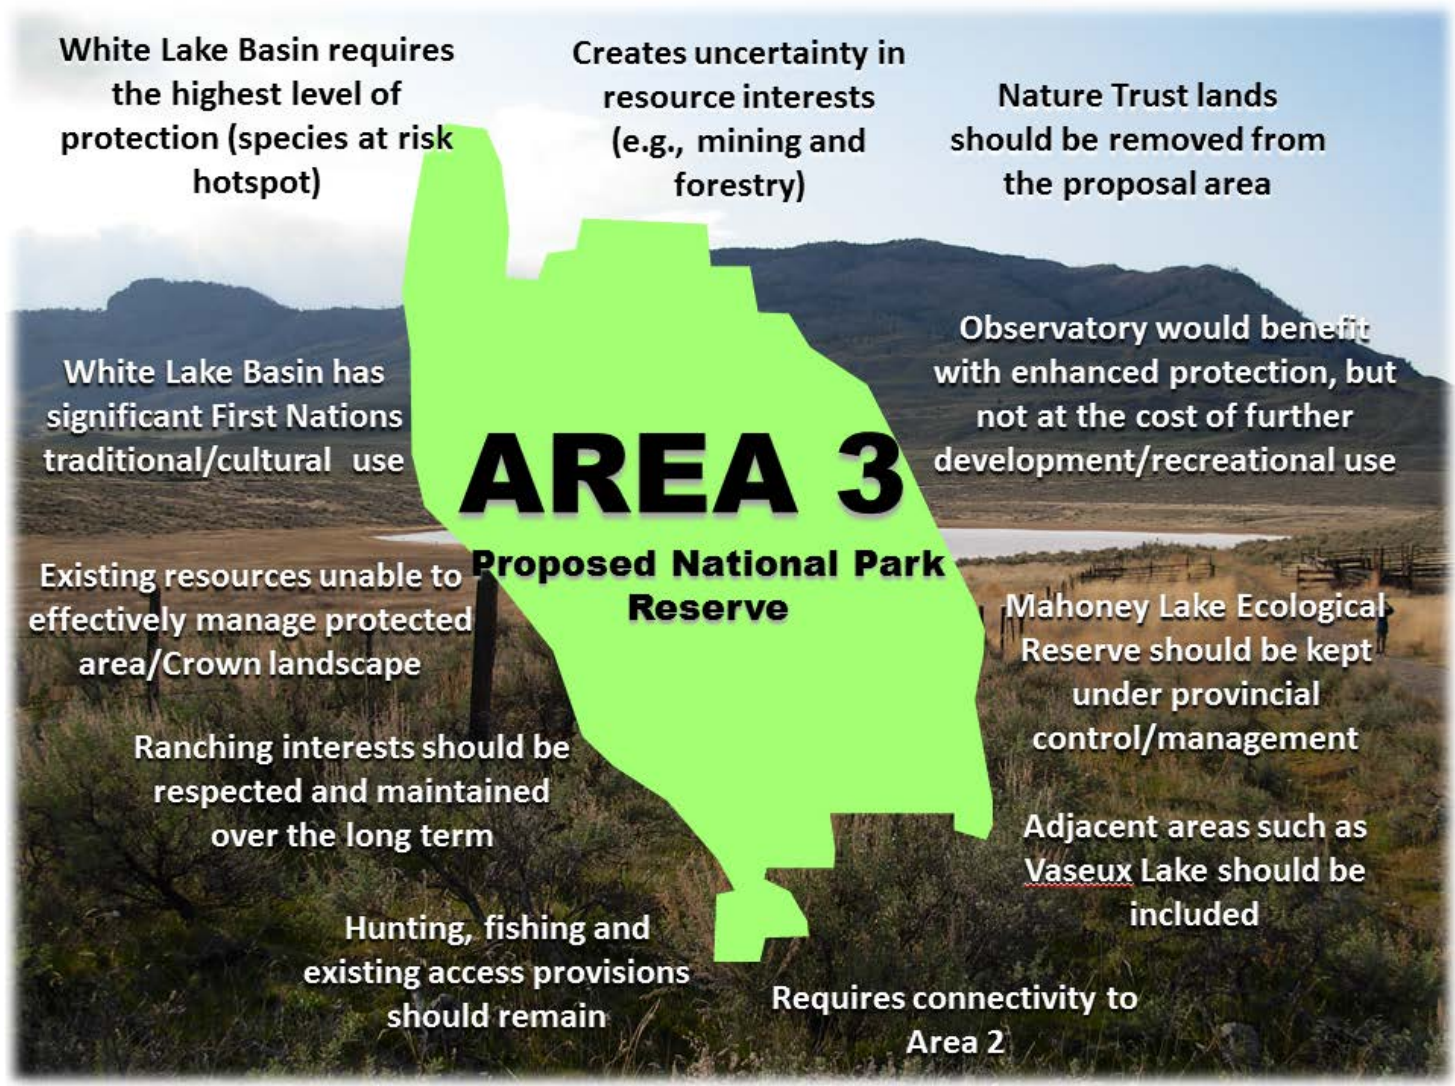 White Lake Basin requires
the highest level of
protection (species at risk
hotspot)
Creates uncertainty in
resource interests
(e.g., mining and
forestry)
Nature Trust lands
should be removed from
the proposal area
White Lake Basin has
significant First Nations
traditional/cultural use
Observatory would benefit
with enhanced protection, but
not at the cost of further
development/recreational use
AREA 3
Proposed National Park
Reserve
Existing resources unable to
effectively manage protected
area/Crown landscape
Mahoney Lake Ecological
Reserve should be kept
under provincial
control/management
Ranching interests should be
respected and maintained
over the long term
Adjacent areas such as
Vaseux Lake should be
included
Hunting, fishing and
existing access provisions
should remain
Requires connectivity to
Area 2